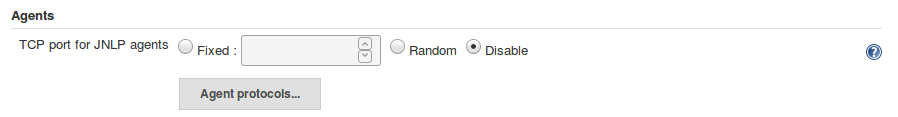 Agents
TCP port for JNLP agents Fixed : Random Disable ?
Agent protocols...